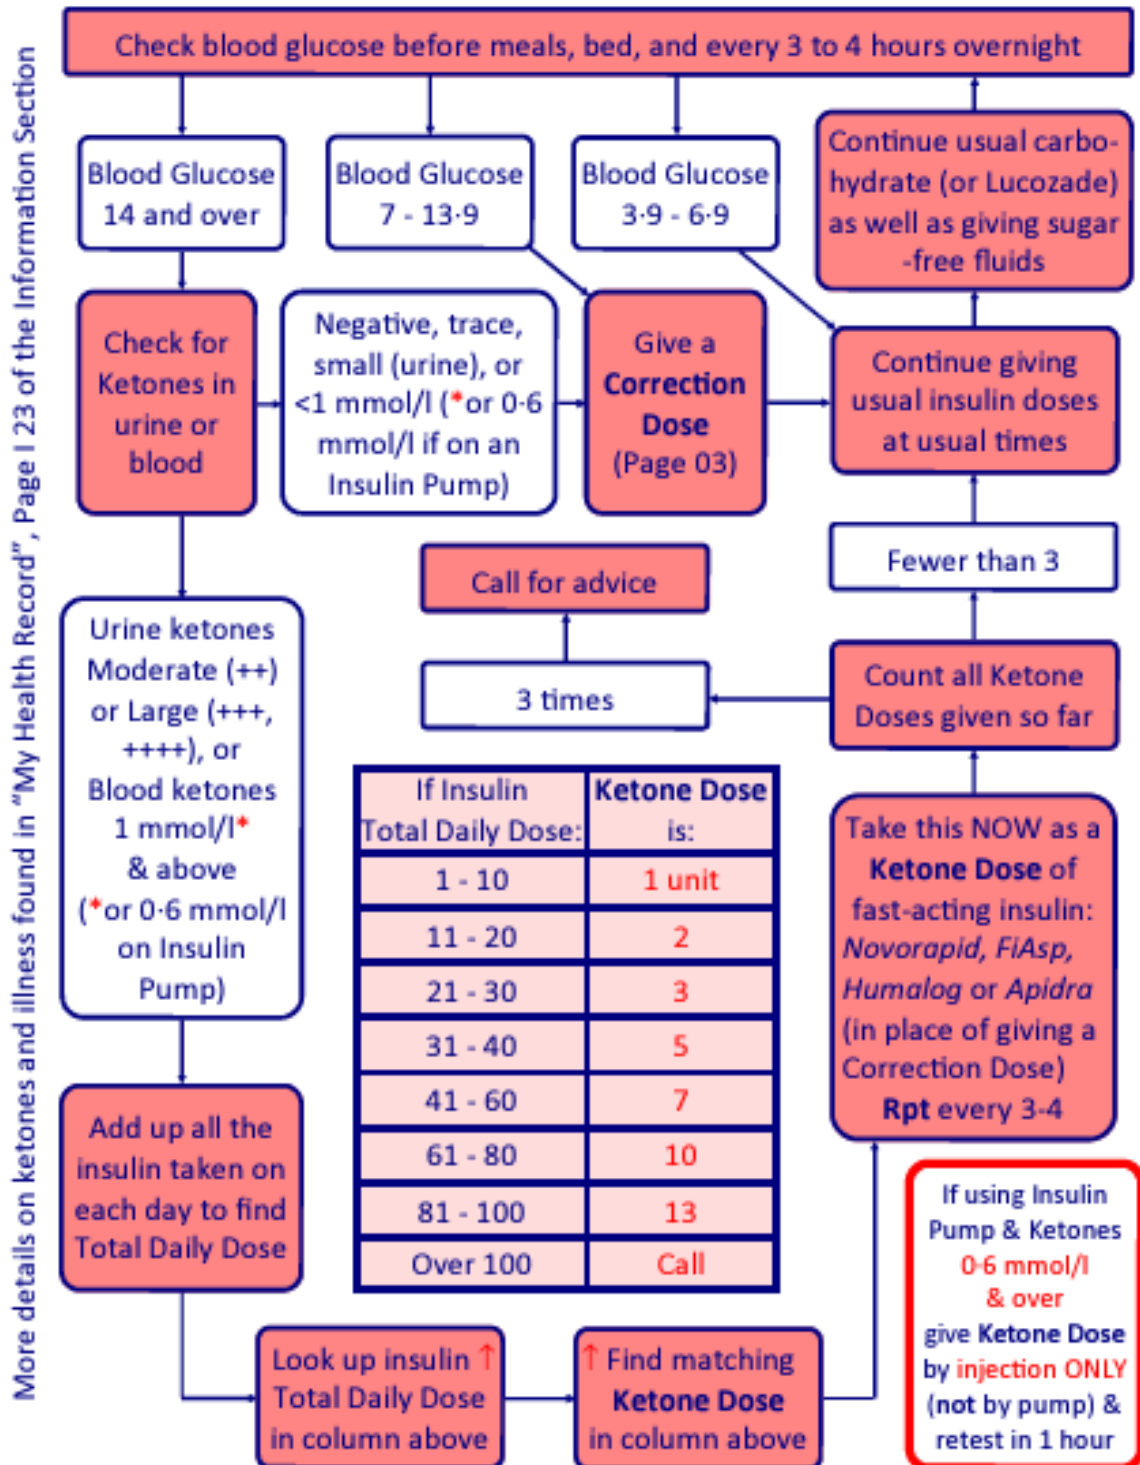 More details on ketones and illness found in "My Health Record", Page I 23 of the Information Section
Check blood glucose before meals, bed, and every 3 to 4 hours overnight
Blood Glucose
14 and over
Blood Glucose
7 - 13·9
Blood Glucose
3·9 - 6·9
Continue usual carbo-
hydrate (or Lucozade)
as well as giving sugar
-free fluids
Check for
Ketones in
urine or
blood
Negative, trace,
small (urine), or
<1 mmol/l (*or 0·6
mmol/l if on an
Insulin Pump)
Give a
Correction
Dose
(Page 03)
Continue giving
usual insulin doses
at usual times
Fewer than 3
Call for advice
3 times
Count all Ketone
Doses given so far
Urine ketones
Moderate (++)
or Large (+++,
++++), or
Blood ketones
1 mmol/l*
& above
(*or 0·6 mmol/l
on Insulin
Pump)
If Insulin
Total Daily Dose:
Ketone Dose
is:
1 - 10 1 unit
11 - 20 2
21 - 30 3
31 - 40 5
41 - 60 7
61 - 80 10
81 - 100 13
Over 100 Call
Take this NOW as a
Ketone Dose of
fast-acting insulin:
Novorapid, FiAsp,
Humalog or Apidra
(in place of giving a
Correction Dose)
Rpt every 3-4
Add up all the
insulin taken on
each day to find
Total Daily Dose
Look up insulin ↑
Total Daily Dose
in column above
↑ Find matching
Ketone Dose
in column above
If using Insulin
Pump & Ketones
0·6 mmol/l
& over
give Ketone Dose
by injection ONLY
(not by pump) &
retest in 1 hour